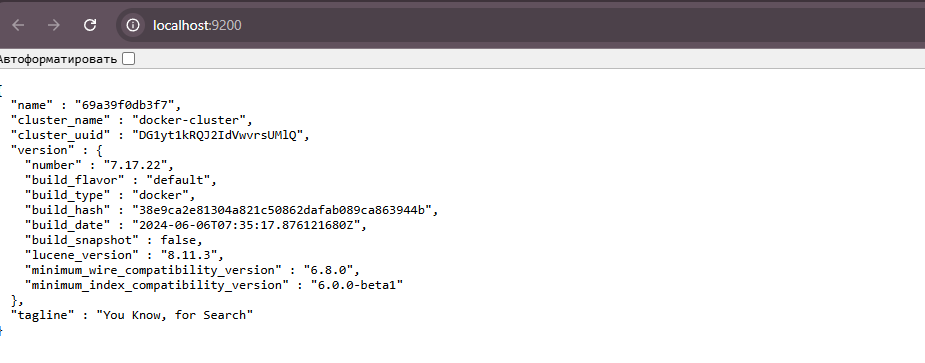 localhost:9200
Автоформатировать
{
"name" : "69a39f0db3f7",
"cluster_name" : "docker-cluster",
"cluster_uuid" : "DG1yt1kRQJ2IdVwvrsUMlQ",
"version" : {
"number" : "7.17.22",
"build_flavor" : "default",
"build_type" : "docker",
"build_hash" : "38e9ca2e81304a821c50862dafab089ca863944b",
"build_date" : "2024-06-06T07:35:17.876121680Z",
"build_snapshot" : false,
"lucene_version" : "8.11.3",
"minimum_wire_compatibility_version" : "6.8.0",
"minimum_index_compatibility_version" : "6.0.0-beta1"
},
"tagline" : "You Know, for Search"
}